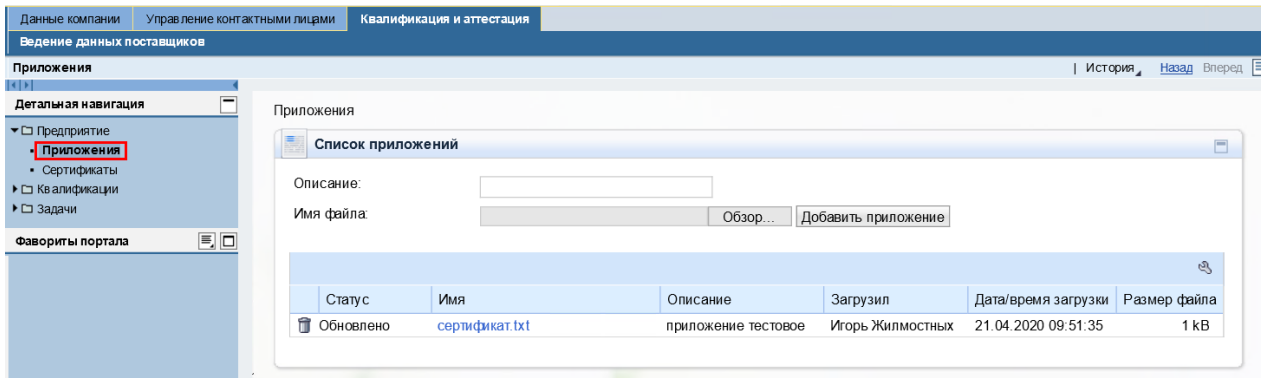 Данные компании Управление контактными лицами Квалификация и аттестация
Ведение данных поставщиков
Приложения | История Назад Вперед
Детальная навигация
Предприятие
Приложения
Сертификаты
Квалификации
Задачи
Фавориты портала
Приложения
Список приложений
Описание:
Имя файла: Обзор... Добавить приложение
Статус Имя Описание Загрузил Дата/время загрузки Размер файла
Обновлено сертификат.txt приложение тестовое Игорь Жилмостных 21.04.2020 09:51:35 1 kB